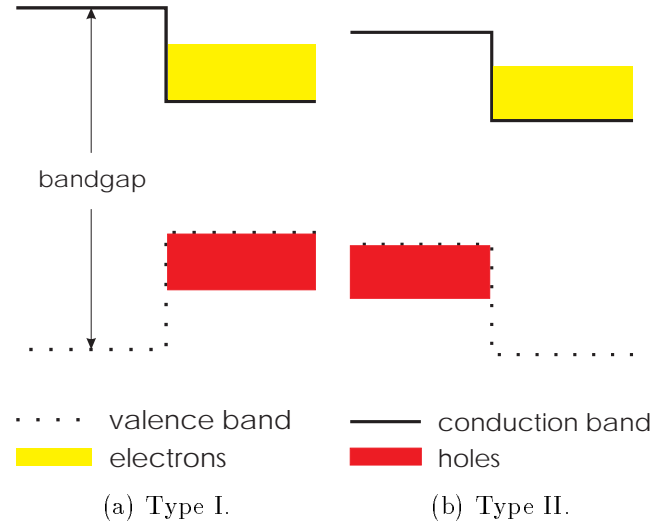 bandgap
valence band
conduction band
electrons
holes
(a) Type I.
(b) Type II.